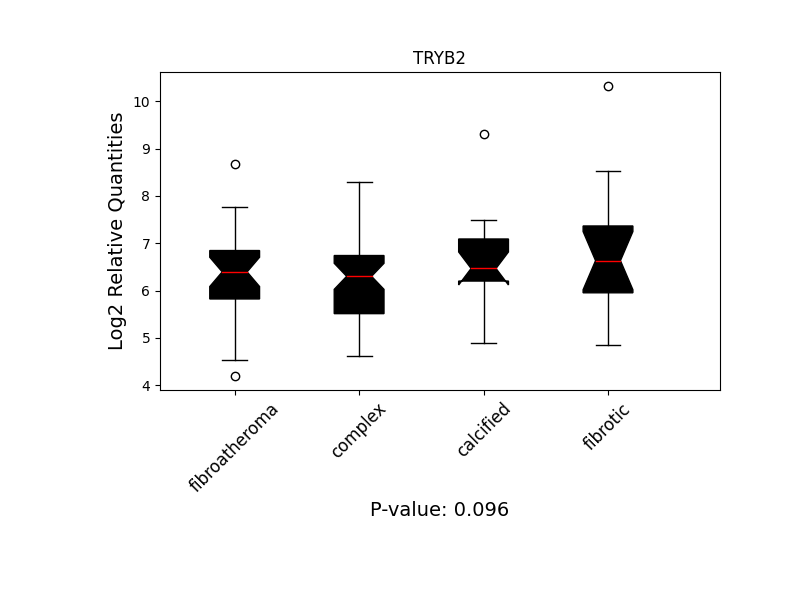 TRYB2
Log2 Relative Quantities
10
9
8
7
6
5
4
fibroatheroma
complex
calcified
fibrotic
P-value: 0.096